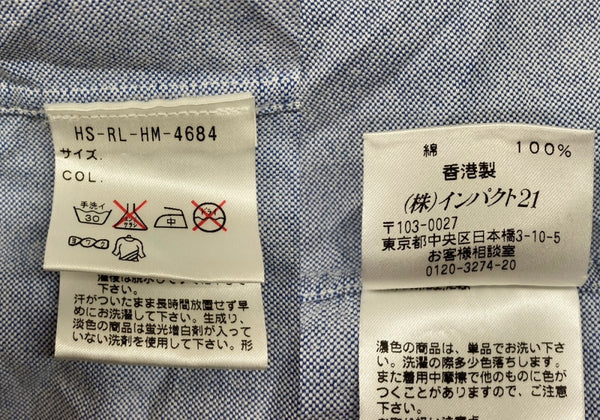 HS-RL-HM-4684
サイズ.
COL.
手洗イ
30
中
ドライ
下さい。
汗がついたまま長時間放置せず早
めにお洗濯して下さい。生成り、
淡色の商品は蛍光増白剤が入って
いない洗剤を使用して下さい。形
綿 100%
香港製
(株)インパクト21
〒103-0027
東京都中央区日本橋3-10-5
お客様相談室
0120-3274-20
濃色の商品は、単品でお洗い下さ
い。洗濯の際多少色落ちします。
また着用中摩擦で他のものに色が
つくことがありますので、ご注意
下さい。